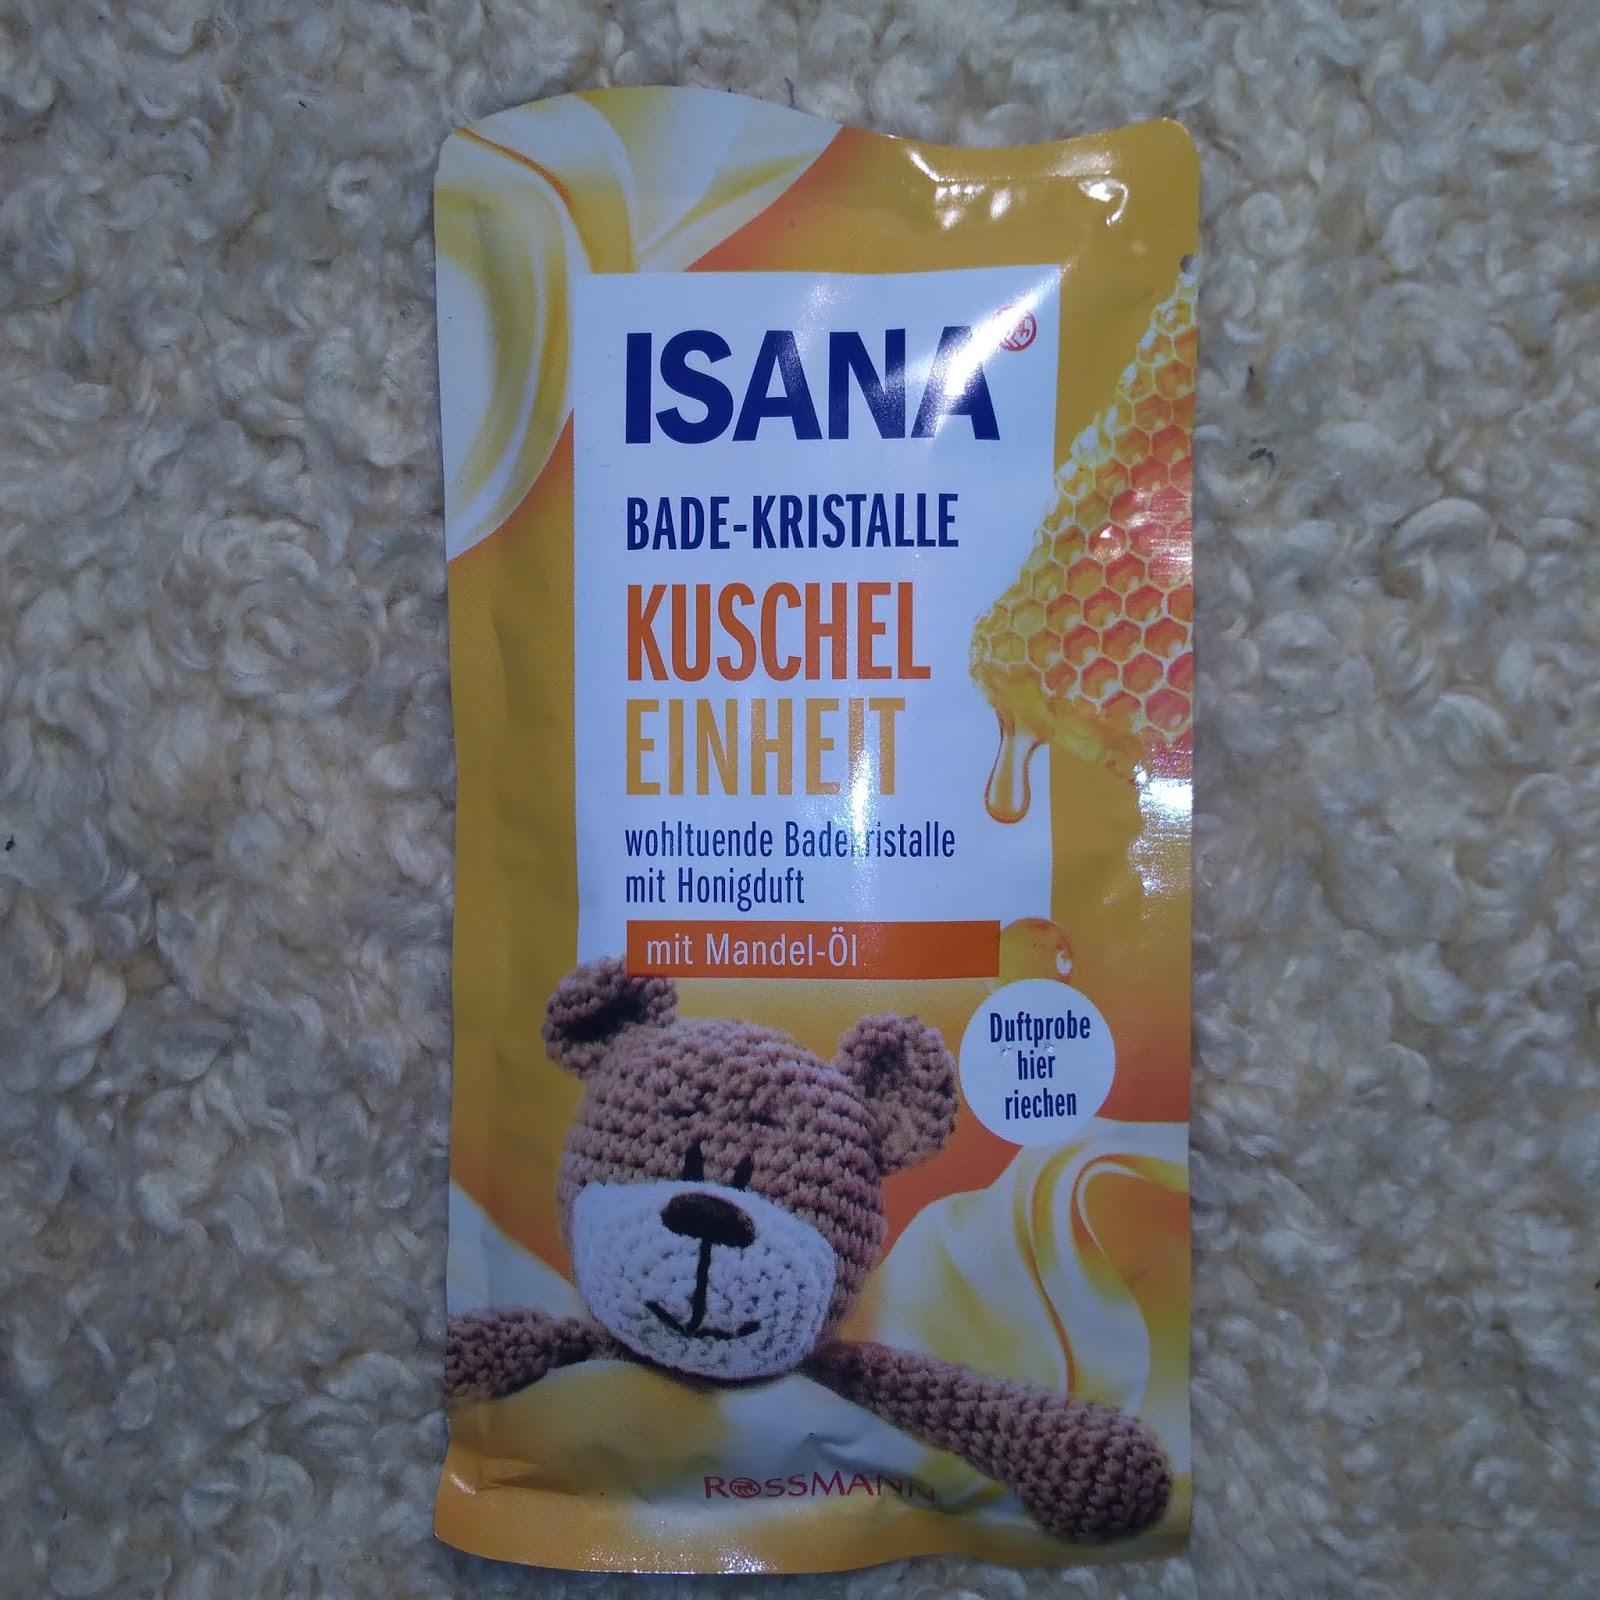 ISANA
BADE-KRISTALLE
KUSCHEL
EINHEIT
wohltuende Badekristalle
mit Honigduft
mit Mandel-Öl
Duftprobe
hier
riechen
ROSSMANN